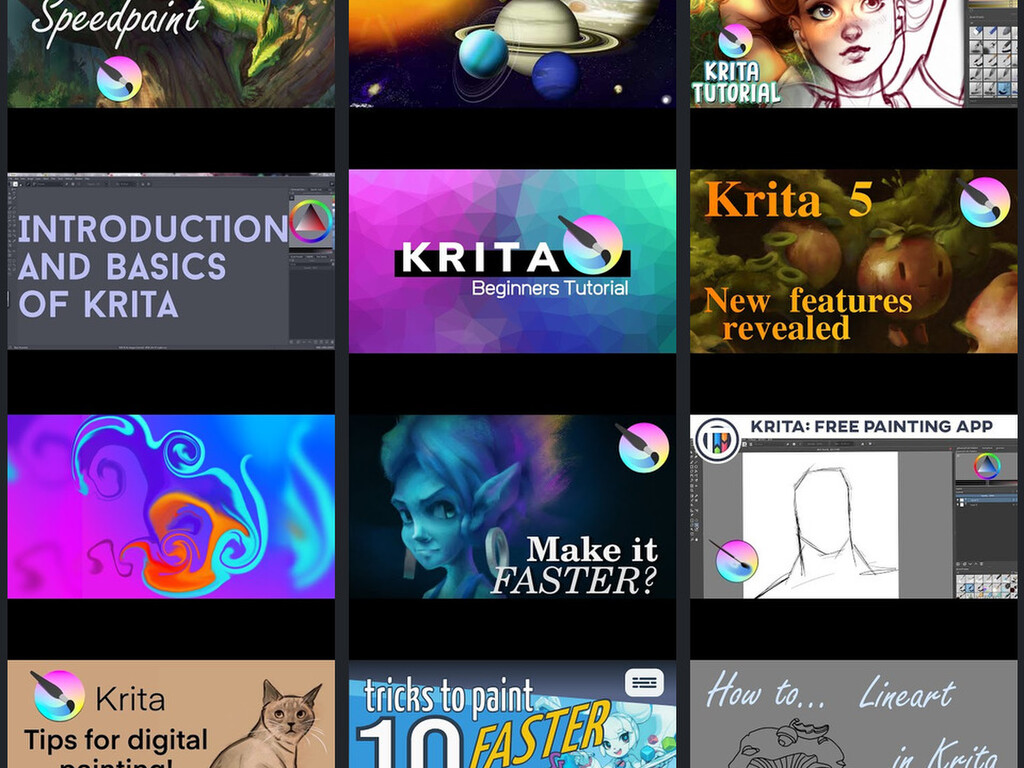 Speedpaint
KRITA
TUTORIAL
INTRODUCTION
AND BASICS
OF KRITA
KRITA
Beginners Tutorial
Krita 5
New features
revealed
Make it
FASTER?
KRITA: FREE PAINTING APP
Krita
Tips for digital
painting!
tricks to paint
10 FASTER
How to... Lineart
in Krita